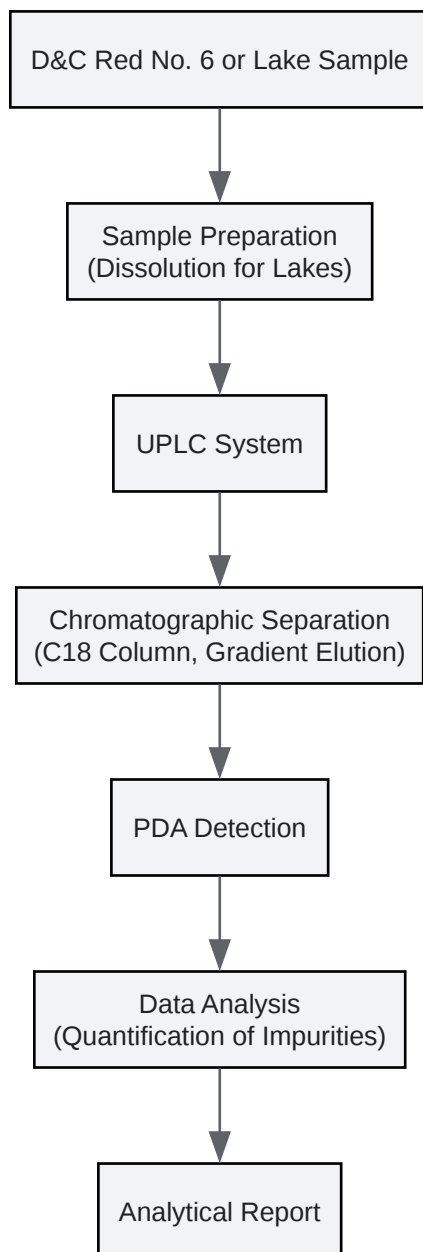 D&C Red No. 6 or Lake Sample
Sample Preparation
(Dissolution for Lakes)
UPLC System
Chromatographic Separation
(C18 Column, Gradient Elution)
PDA Detection
Data Analysis
(Quantification of Impurities)
Analytical Report